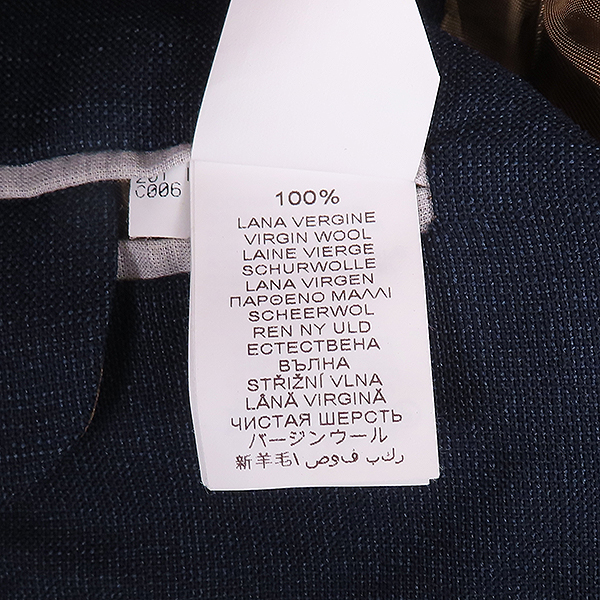 C006
100%
LANA VERGINE
VIRGIN WOOL
LAINE VIERGE
SCHURWOLLE
LANA VIRGEN
ΠΑΡΘΕΝΟ ΜΑΛΛΙ
SCHEERWOL
REN NY ULD
ЕСТЕСТВЕНА
ВЪЛНА
STŘIŽNÍ VLNA
LÂNĂ VIRGINĂ
ЧИСТАЯ ШЕРСТЬ
バージンウール
新羊毛